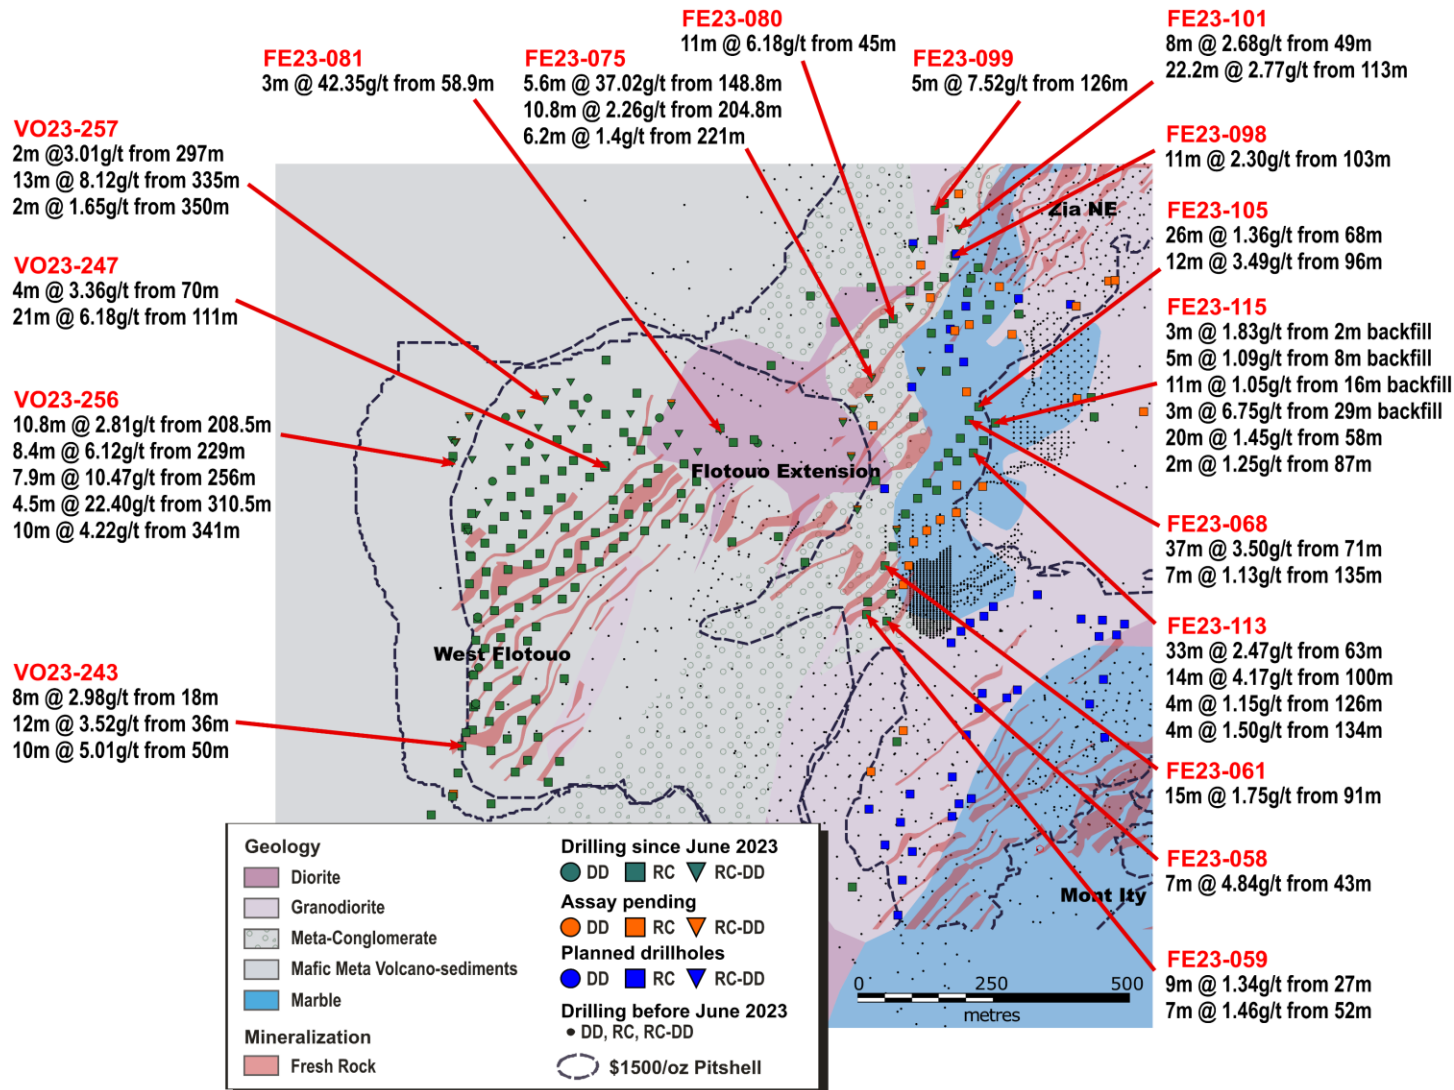 FE23-080
11m @ 6.18g/t from 45m
FE23-101
8m @ 2.68g/t from 49m
22.2m @ 2.77g/t from 113m
FE23-081
3m @ 42.35g/t from 58.9m
FE23-075
5.6m @ 37.02g/t from 148.8m
10.8m @ 2.26g/t from 204.8m
6.2m @ 1.4g/t from 221m
FE23-099
5m @ 7.52g/t from 126m
VO23-257
2m @3.01g/t from 297m
13m @ 8.12g/t from 335m
2m @ 1.65g/t from 350m
FE23-098
11m @ 2.30g/t from 103m
Zia NE
FE23-105
26m @ 1.36g/t from 68m
12m @ 3.49g/t from 96m
VO23-247
4m @ 3.36g/t from 70m
21m @ 6.18g/t from 111m
FE23-115
3m @ 1.83g/t from 2m backfill
5m @ 1.09g/t from 8m backfill
11m @ 1.05g/t from 16m backfill
3m @ 6.75g/t from 29m backfill
20m @ 1.45g/t from 58m
2m @ 1.25g/t from 87m
VO23-256
10.8m @ 2.81g/t from 208.5m
8.4m @ 6.12g/t from 229m
7.9m @ 10.47g/t from 256m
4.5m @ 22.40g/t from 310.5m
10m @ 4.22g/t from 341m
Flotouo Extension
FE23-068
37m @ 3.50g/t from 71m
7m @ 1.13g/t from 135m
West Flotouo
FE23-113
33m @ 2.47g/t from 63m
14m @ 4.17g/t from 100m
4m @ 1.15g/t from 126m
4m @ 1.50g/t from 134m
VO23-243
8m @ 2.98g/t from 18m
12m @ 3.52g/t from 36m
10m @ 5.01g/t from 50m
FE23-061
15m @ 1.75g/t from 91m
FE23-058
7m @ 4.84g/t from 43m
Mont Ity
FE23-059
9m @ 1.34g/t from 27m
7m @ 1.46g/t from 52m
0 250 500
metres
Geology
Diorite
Granodiorite
Meta-Conglomerate
Mafic Meta Volcano-sediments
Marble
Mineralization
Fresh Rock
Drilling since June 2023
DD RC RC-DD
Assay pending
DD RC RC-DD
Planned drillholes
DD RC RC-DD
Drilling before June 2023
DD, RC, RC-DD
$1500/oz Pitshell